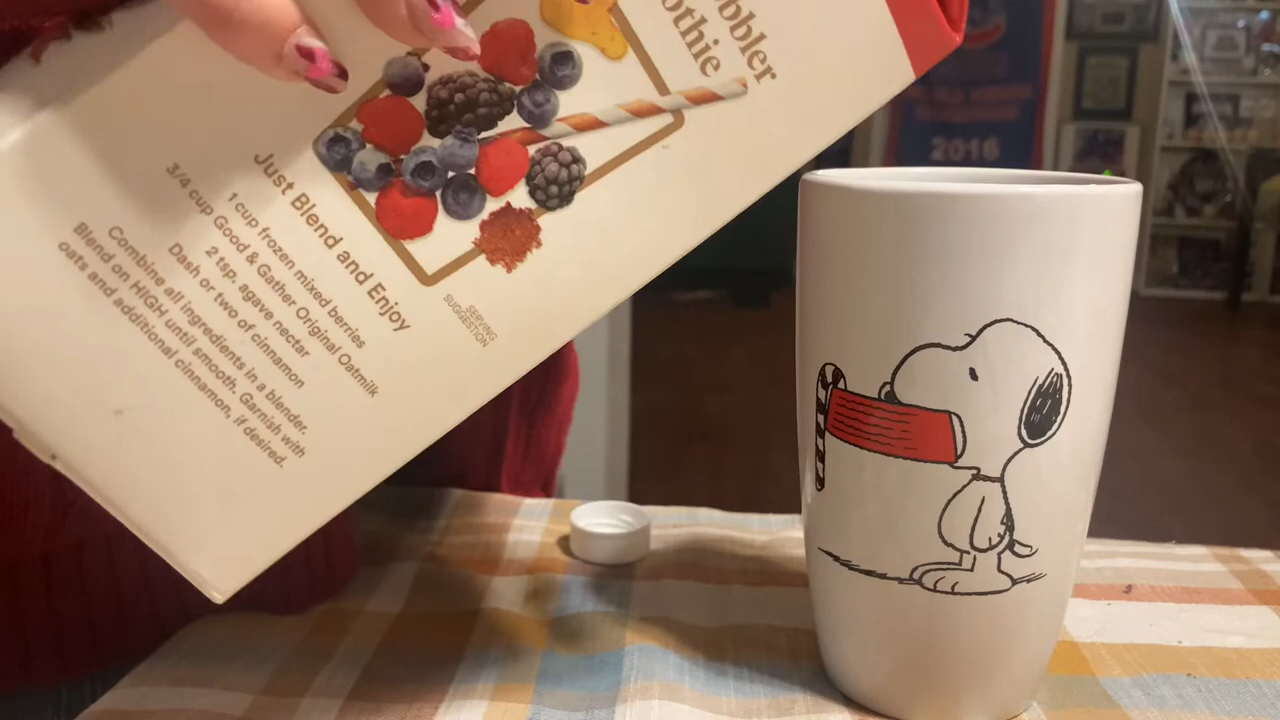 Just Blend and Enjoy
1 cup frozen mixed berries
3/4 cup Good & Gather Original Oatmilk
2 tsp. agave nectar
Dash or two of cinnamon
Combine all ingredients in a blender.
Blend on HIGH until smooth. Garnish with
oats and additional cinnamon, if desired.
SERVING
SUGGESTION
2016